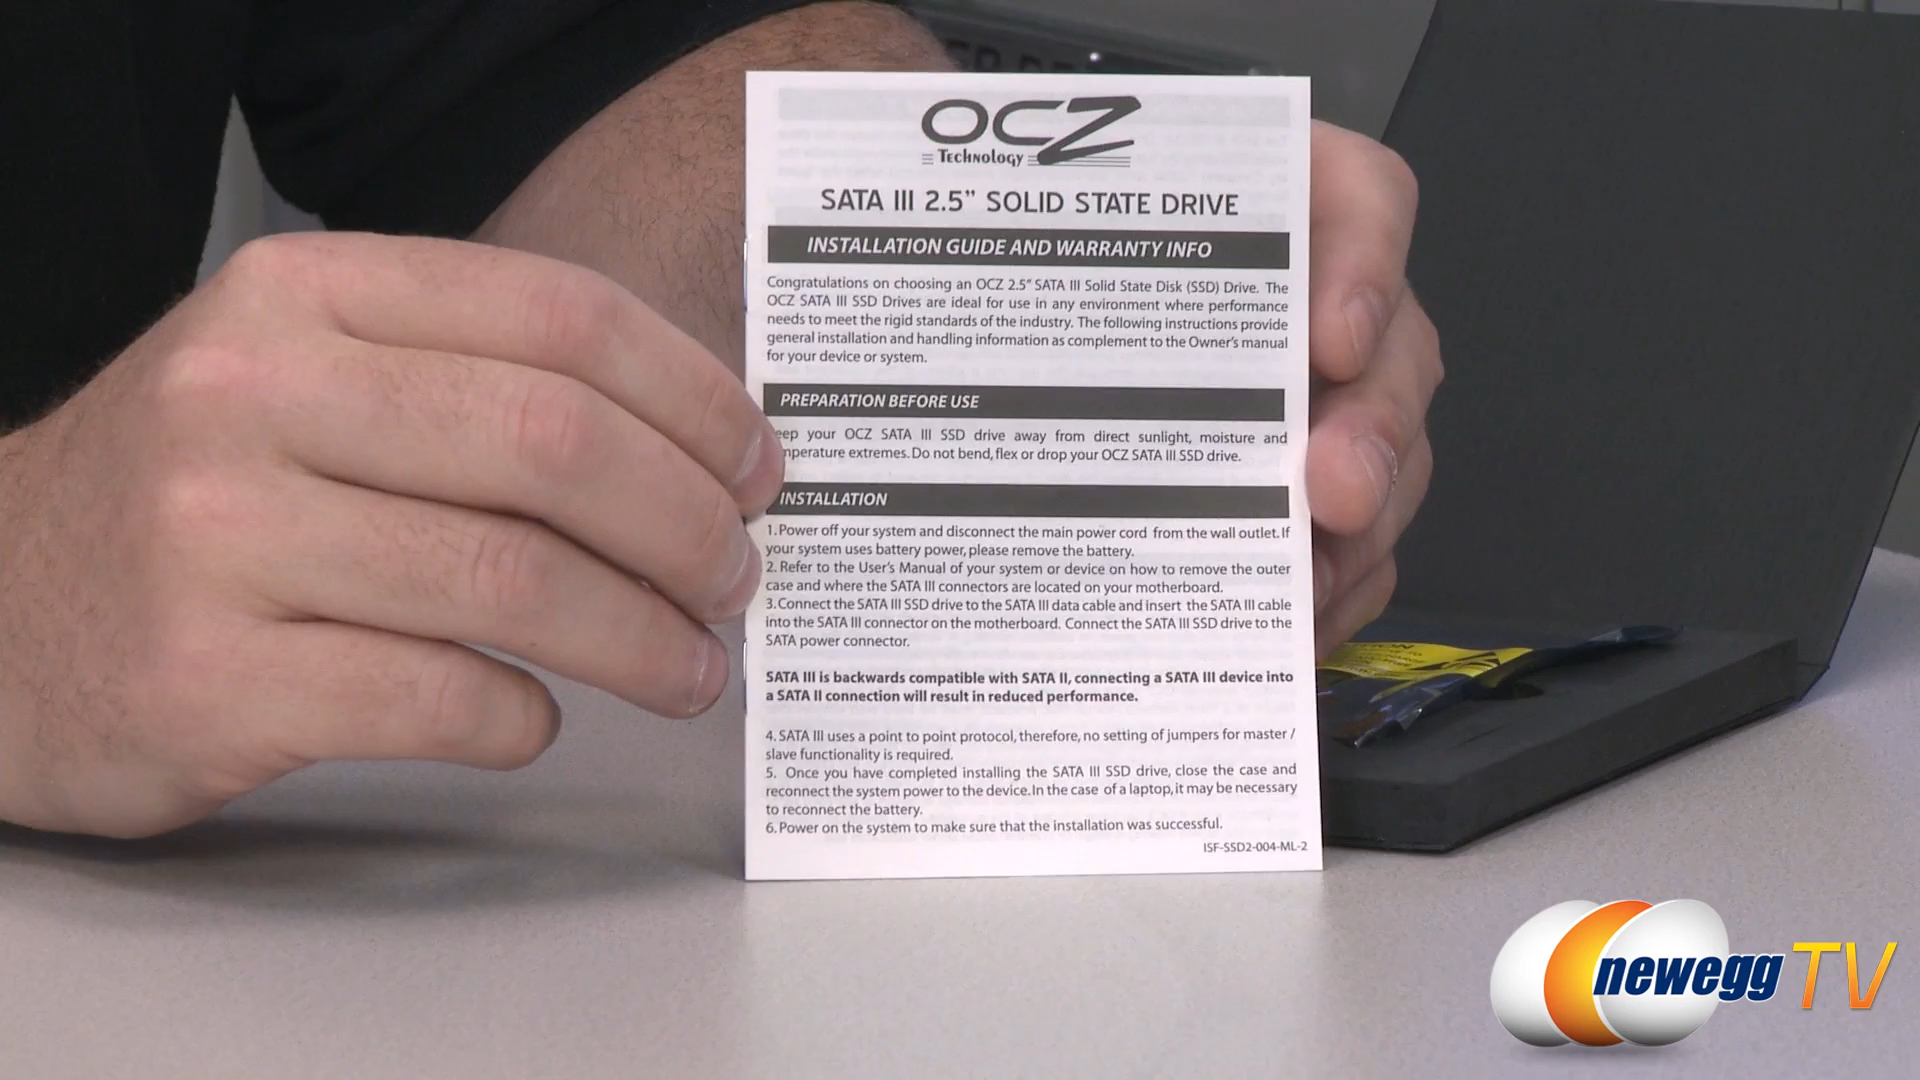 OCZ
Technology
SATA III 2.5” SOLID STATE DRIVE
INSTALLATION GUIDE AND WARRANTY INFO
Congratulations on choosing an OCZ 2.5” SATA III Solid State Disk (SSD) Drive. The
OCZ SATA III SSD Drives are ideal for use in any environment where performance
needs to meet the rigid standards of the industry. The following instructions provide
general installation and handling information as complement to the Owner's manual
for your device or system.
PREPARATION BEFORE USE
eep your OCZ SATA III SSD drive away from direct sunlight, moisture and
mperature extremes. Do not bend, flex or drop your OCZ SATA III SSD drive.
INSTALLATION
1. Power off your system and disconnect the main power cord from the wall outlet. If
your system uses battery power, please remove the battery.
2. Refer to the User's Manual of your system or device on how to remove the outer
case and where the SATA III connectors are located on your motherboard.
3. Connect the SATA III SSD drive to the SATA III data cable and insert the SATA III cable
into the SATA III connector on the motherboard. Connect the SATA III SSD drive to the
SATA power connector.
SATA III is backwards compatible with SATA II, connecting a SATA III device into
a SATA II connection will result in reduced performance.
4. SATA III uses a point to point protocol, therefore, no setting of jumpers for master /
slave functionality is required.
5. Once you have completed installing the SATA III SSD drive, close the case and
reconnect the system power to the device. In the case of a laptop, it may be necessary
to reconnect the battery.
6. Power on the system to make sure that the installation was successful.
ISF-SSD2-004-ML-2
newegg TV